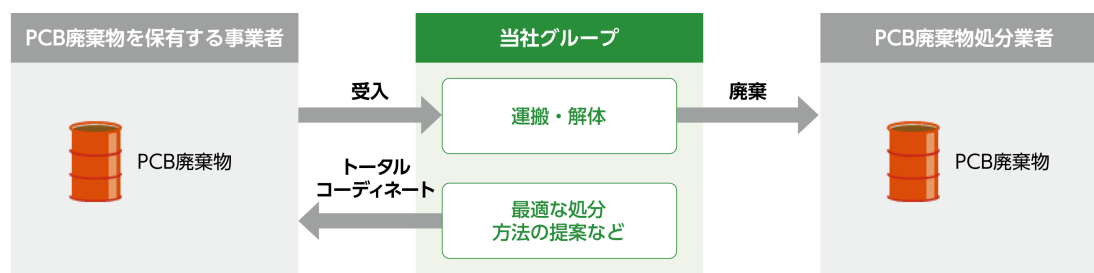 PCB廃棄物を保有する事業者
当社グループ
PCB廃棄物処分業者
受入
運搬・解体
廃棄
PCB廃棄物
トータル
コーディネート
最適な処分
方法の提案など
PCB廃棄物